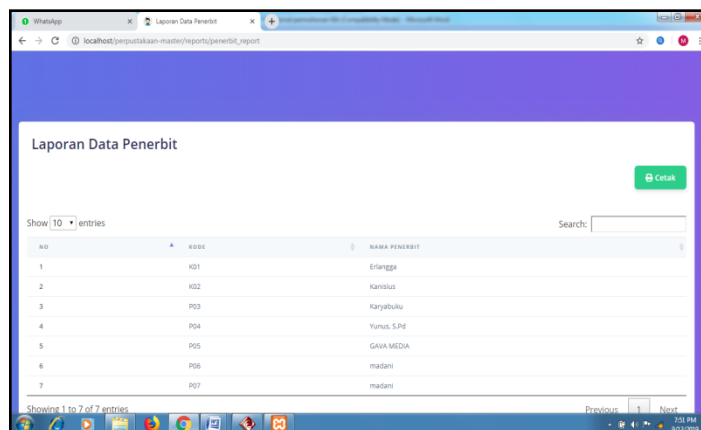 WhatsApp
Laporan Data Penerbit
localhost/perpustakaan-master/reports/penerbit_report
M
Laporan Data Penerbit
Cetak
Show 10 entries
Search:
NO KODE NAMA PENERBIT
1 K01 Erlangga
2 K02 Kanisius
3 P03 Karyabuku
4 P04 Yunus, S.Pd
5 P05 GAVA MEDIA
6 P06 madani
7 P07 madani
Showing 1 to 7 of 7 entries
Previous 1 Next
7:51 PM